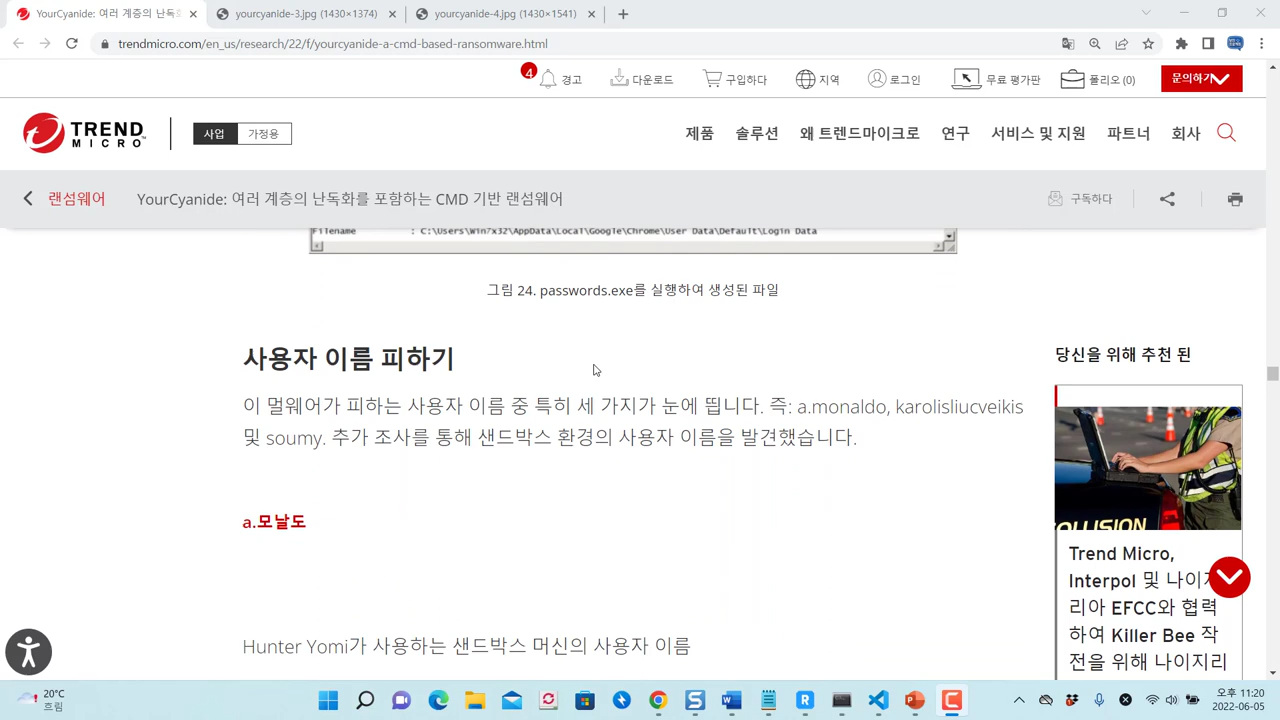 YourCyanide: 여러 계층의 난독화
yourcyanide-3.jpg (1430×1374)
yourcyanide-4.jpg (1430×1541)
trendmicro.com/en_us/research/22/f/yourcyanide-a-cmd-based-ransomware.html
4
경고
다운로드
구입하다
지역
로그인
무료 평가판
폴리오 (0)
문의하기
TREND
MICRO
사업
가정용
제품
솔루션
왜 트렌드마이크로
연구
서비스 및 지원
파트너
회사
랜섬웨어
YourCyanide: 여러 계층의 난독화를 포함하는 CMD 기반 랜섬웨어
구독하다
Filename : C:\Users\Win7x32\AppData\Local\Google\Chrome\User Data\Default\Login Data
그림 24. passwords.exe를 실행하여 생성된 파일
사용자 이름 피하기
이 멀웨어가 피하는 사용자 이름 중 특히 세 가지가 눈에 띕니다. 즉: a.monaldo, karolisliucveikis
및 soumy. 추가 조사를 통해 샌드박스 환경의 사용자 이름을 발견했습니다.
a.모날도
Hunter Yomi가 사용하는 샌드박스 머신의 사용자 이름
당신을 위해 추천 된
COLLISION
Trend Micro,
Interpol 및 나이지
리아 EFCC와 협력
하여 Killer Bee 작
전을 위해 나이지리
20°C
흐림
오후 11:20
2022-06-05